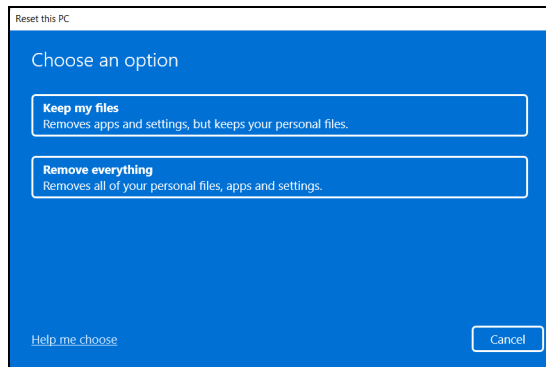 Reset this PC
Choose an option
Keep my files
Removes apps and settings, but keeps your personal files.
Remove everything
Removes all of your personal files, apps and settings.
Help me choose
Cancel